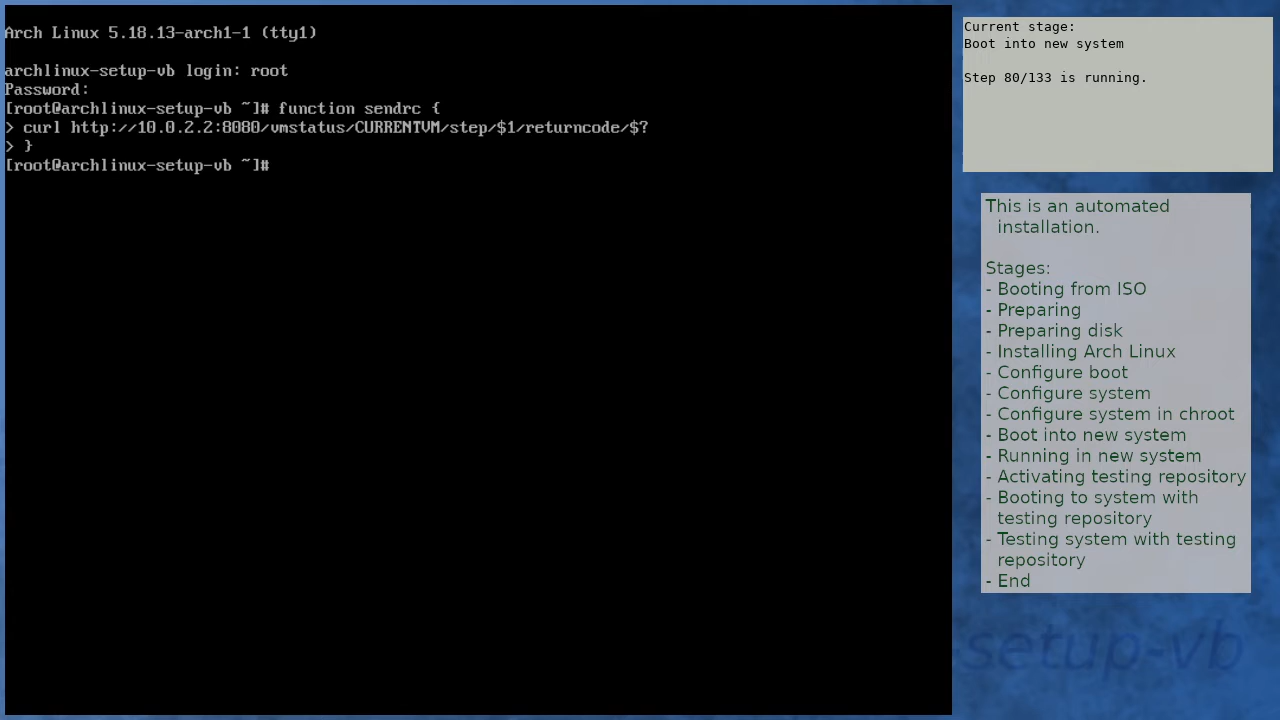 Arch Linux 5.18.13-arch1-1 (tty1)
archlinux-setup-vb login: root
Password:
[root@archlinux-setup-vb ~]# function sendrc {
> curl http://10.0.2.2:8080/vmstatus/CURRENTVM/step/$1/returncode/$?
> }
[root@archlinux-setup-vb ~]#
Current stage:
Boot into new system
Step 80/133 is running.
This is an automated
installation.
Stages:
- Booting from ISO
- Preparing
- Preparing disk
- Installing Arch Linux
- Configure boot
- Configure system
- Configure system in chroot
- Boot into new system
- Running in new system
- Activating testing repository
- Booting to system with
testing repository
- Testing system with testing
repository
- End
-setup-vb